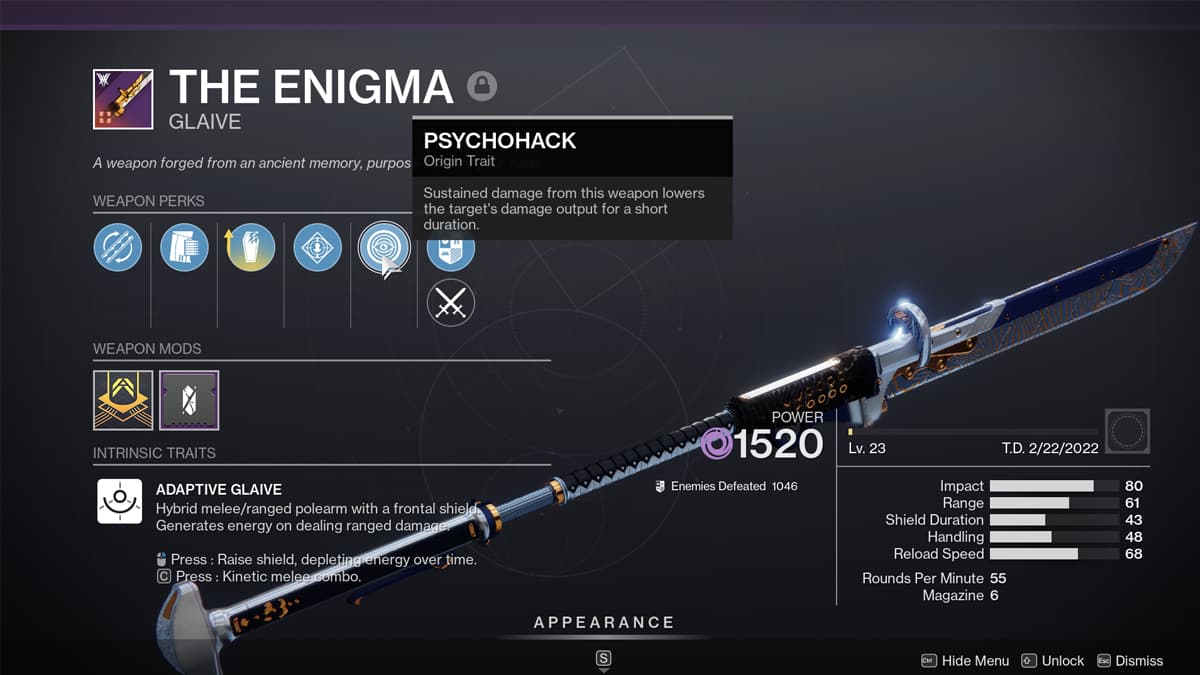 THE ENIGMA
GLAIVE
A weapon forged from an ancient memory, purpos
PSYCHOHACK
Origin Trait
Sustained damage from this weapon lowers
the target's damage output for a short
duration.
WEAPON PERKS
WEAPON MODS
INTRINSIC TRAITS
ADAPTIVE GLAIVE
Hybrid melee/ranged polearm with a frontal shield.
Generates energy on dealing ranged damage.
Press : Raise shield, depleting energy over time.
C Press : Kinetic melee combo.
POWER
1520
Enemies Defeated 1046
Lv. 23
T.D. 2/22/2022
Impact 80
Range 61
Shield Duration 43
Handling 48
Reload Speed 68
Rounds Per Minute 55
Magazine 6
APPEARANCE
S
Ctrl Hide Menu
Unlock
Esc Dismiss